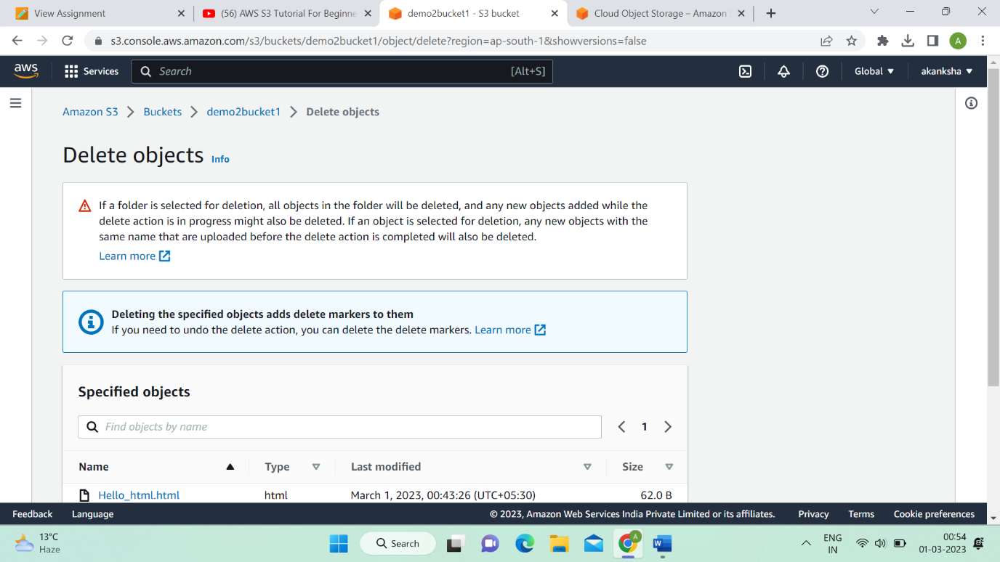 View Assignment
(56) AWS S3 Tutorial For Beginne
demo2bucket1 - S3 bucket
Cloud Object Storage – Amazon
s3.console.aws.amazon.com/s3/buckets/demo2bucket1/object/delete?region=ap-south-1&showversions=false
A
aws
Services
Search
[Alt+S]
Global
akanksha
Amazon S3 > Buckets > demo2bucket1 > Delete objects
Delete objects Info
If a folder is selected for deletion, all objects in the folder will be deleted, and any new objects added while the
delete action is in progress might also be deleted. If an object is selected for deletion, any new objects with the
same name that are uploaded before the delete action is completed will also be deleted.
Learn more
Deleting the specified objects adds delete markers to them
If you need to undo the delete action, you can delete the delete markers. Learn more
Specified objects
Find objects by name
1
Name Type Last modified Size
Hello_html.html html March 1, 2023, 00:43:26 (UTC+05:30) 62.0 B
Feedback Language © 2023, Amazon Web Services India Private Limited or its affiliates. Privacy Terms Cookie preferences
13°C
Haze
Search
A
W
ENG
IN
00:54
01-03-2023